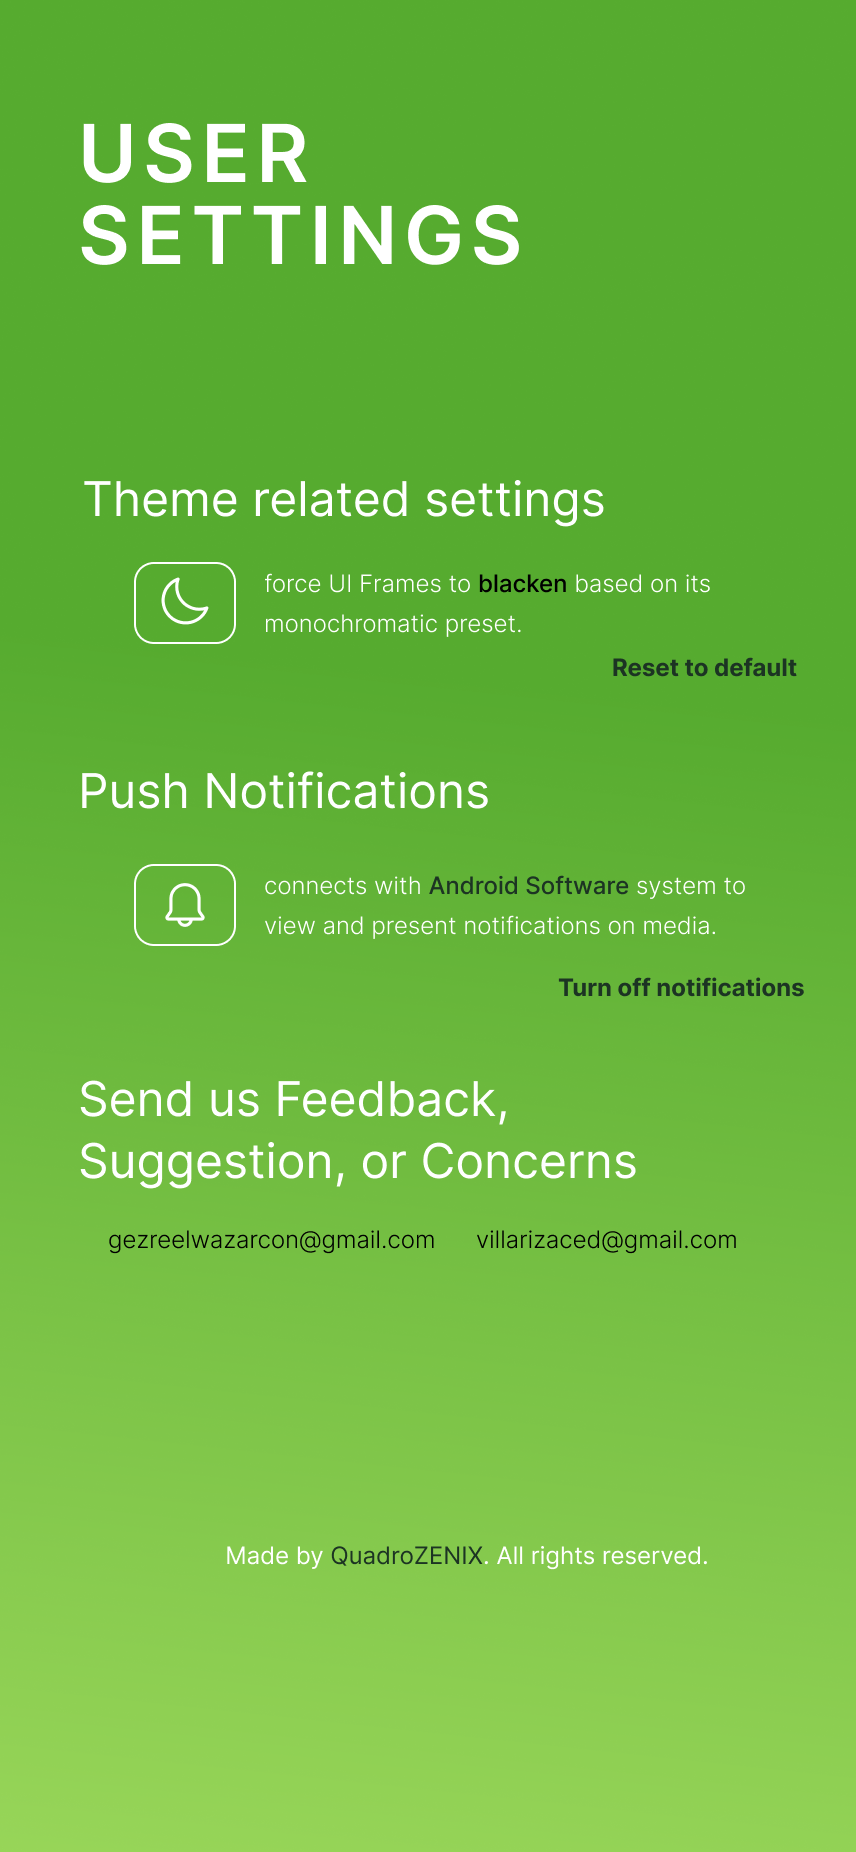 USER
SETTINGS
Theme related settings
force UI Frames to blacken based on its
monochromatic preset.
Reset to default
Push Notifications
connects with Android Software system to
view and present notifications on media.
Turn off notifications
Send us Feedback,
Suggestion, or Concerns
gezreelwazarcon@gmail.com villarizaced@gmail.com
Made by QuadroZENIX. All rights reserved.